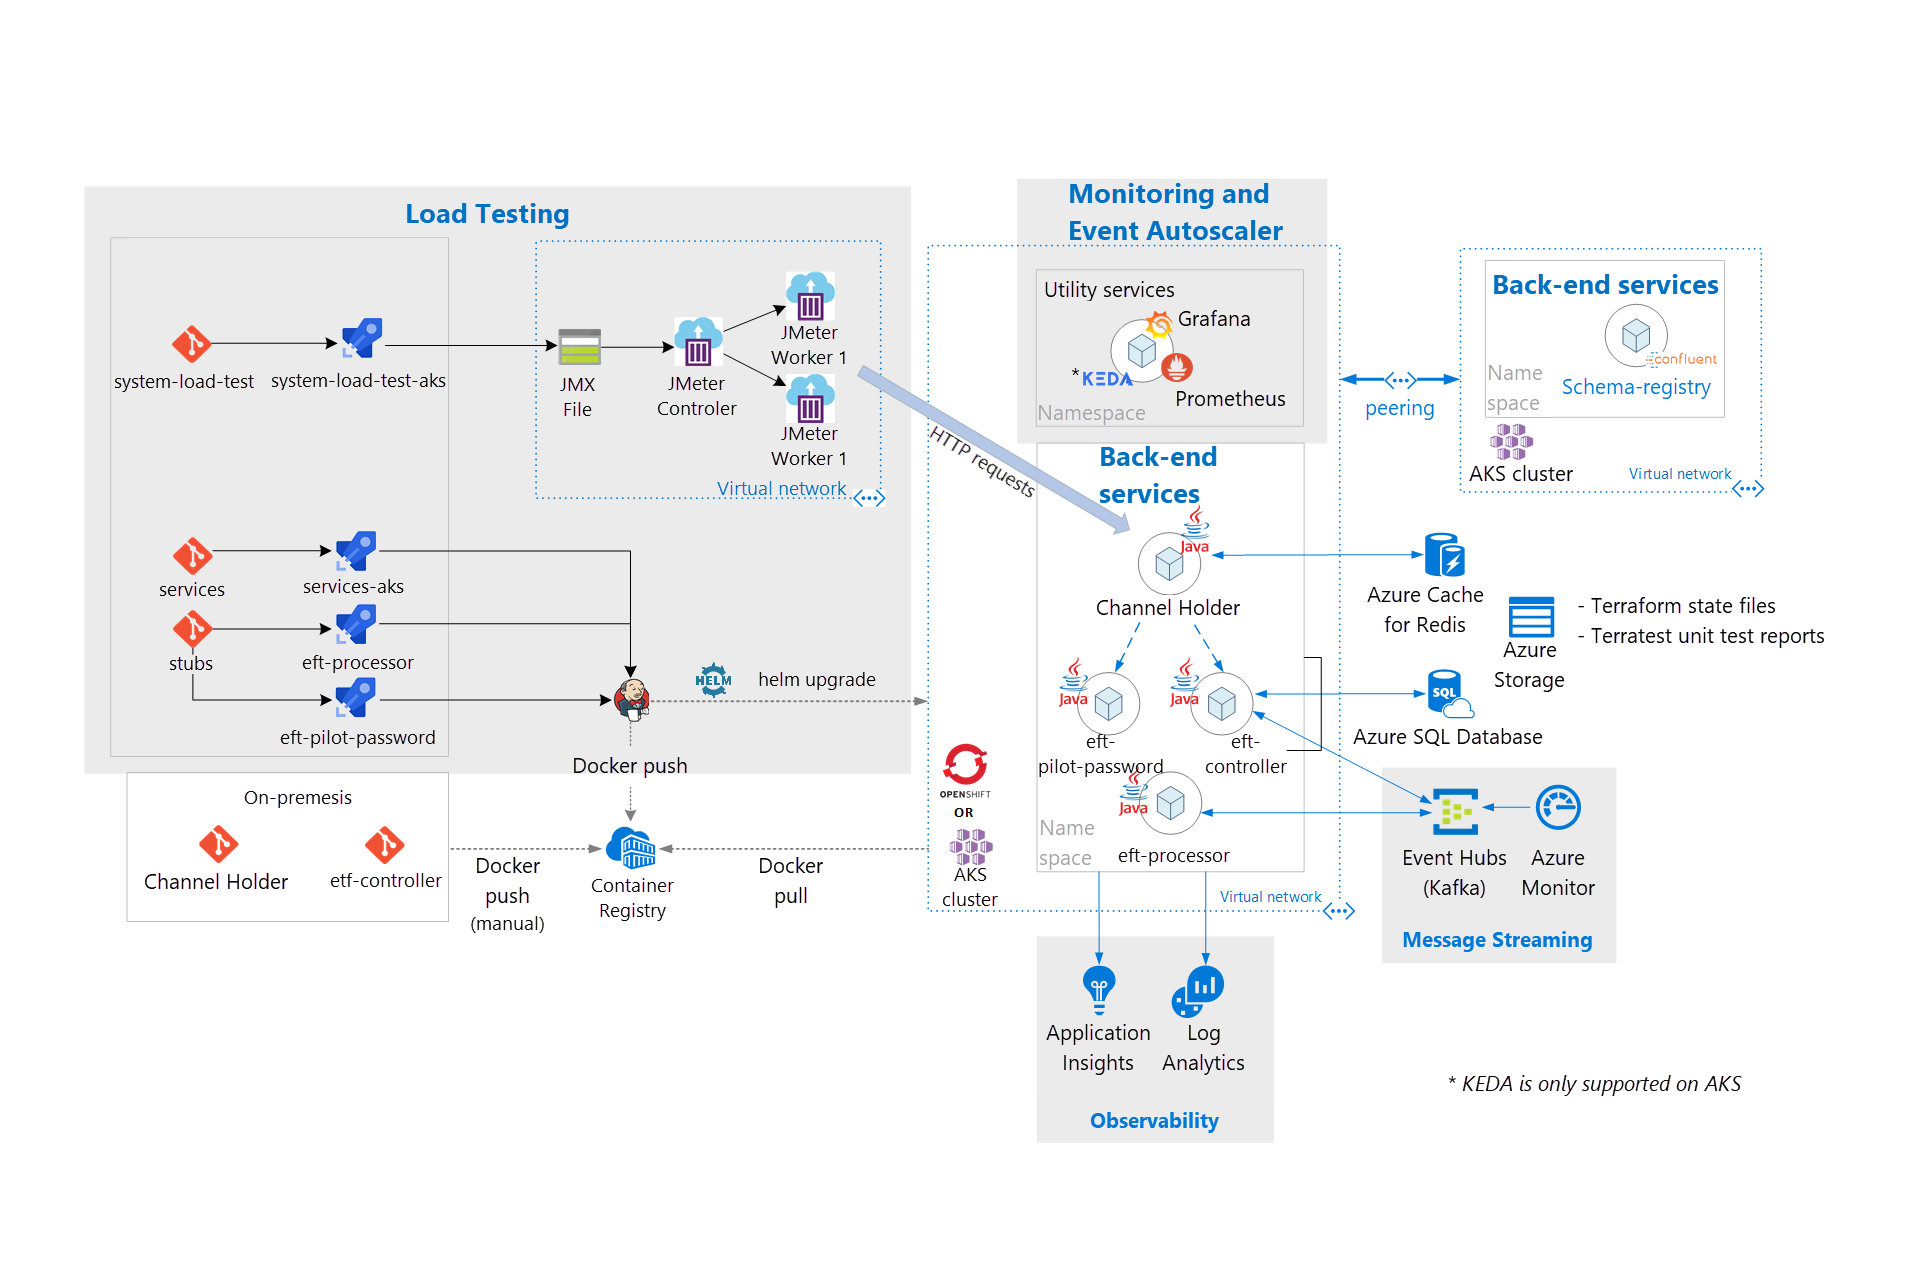 Load Testing
system-load-test
system-load-test-aks
JMX
File
JMeter
Controler
JMeter
Worker 1
JMeter
Worker 1
Virtual network
services
services-aks
stubs
eft-processor
eft-pilot-password
HELM
helm upgrade
Docker push
On-premesis
Channel Holder
etf-controller
Docker
push
(manual)
Container
Registry
Docker
pull
HTTP requests
Monitoring and
Event Autoscaler
Utility services
Grafana
*KEDA
Prometheus
Namespace
Back-end
services
Java
Channel Holder
Java
eft-
pilot-password
Java
eft-
controller
Java
eft-processor
Name
space
OPENSHIFT
OR
AKS
cluster
Virtual network
peering
Back-end services
confluent
Schema-registry
Name
space
AKS cluster
Virtual network
Azure Cache
for Redis
Azure
Storage
- Terraform state files
- Terratest unit test reports
SQL
Azure SQL Database
Event Hubs
(Kafka)
Azure
Monitor
Message Streaming
Application
Insights
Log
Analytics
Observability
* KEDA is only supported on AKS